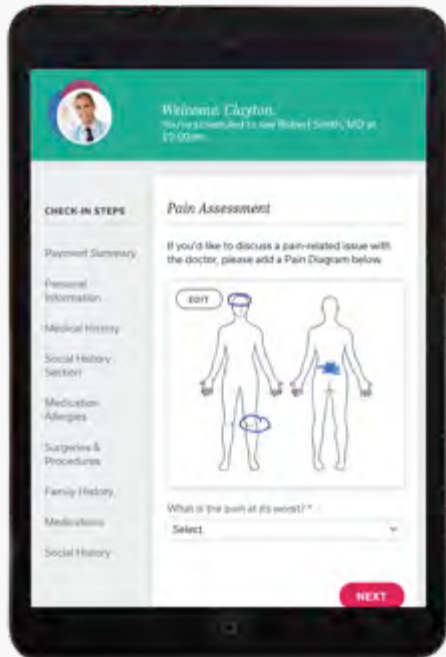 Welcome, Clayton.
You're scheduled to see Robert Smith, MD at
10:00am
CHECK-IN STEPS
Payment Summary
Personal
Information
Medical History
Social History
Section
Medication
Allergies
Surgeries &
Procedures
Family History
Medications
Social History
Pain Assessment
If you'd like to discuss a pain-related issue with
the doctor, please add a Pain Diagram below.
EDIT
What is the pain at its worst? *
Select
NEXT